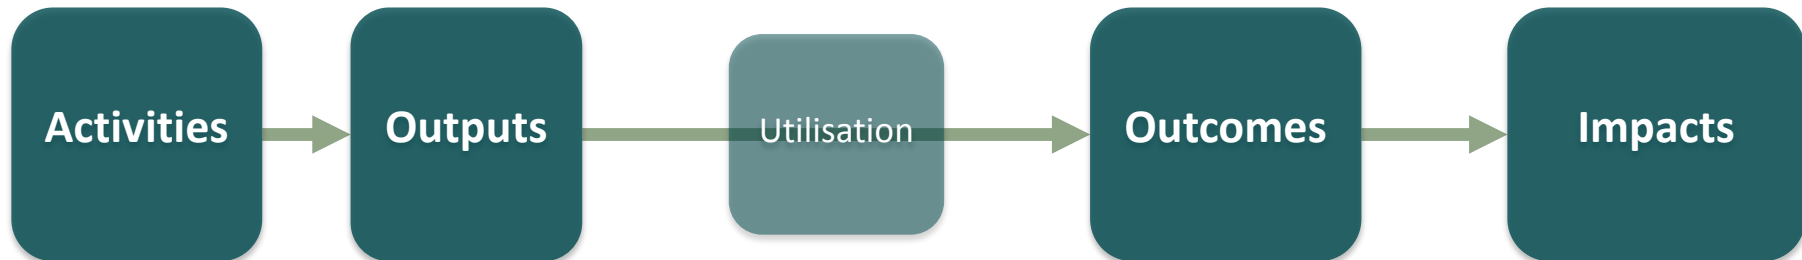 Activities
Outputs
Utilisation
Outcomes
Impacts